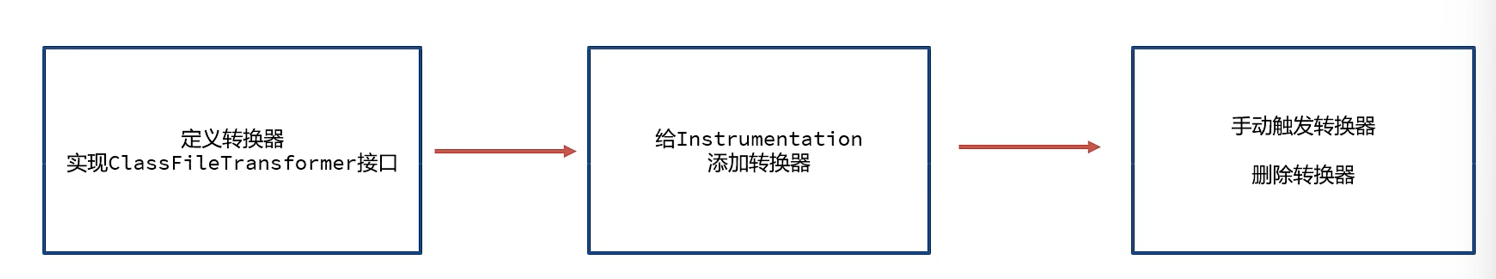 定义转换器
实现ClassFileTransformer接口
给Instrumentation
添加转换器
手动触发转换器
删除转换器